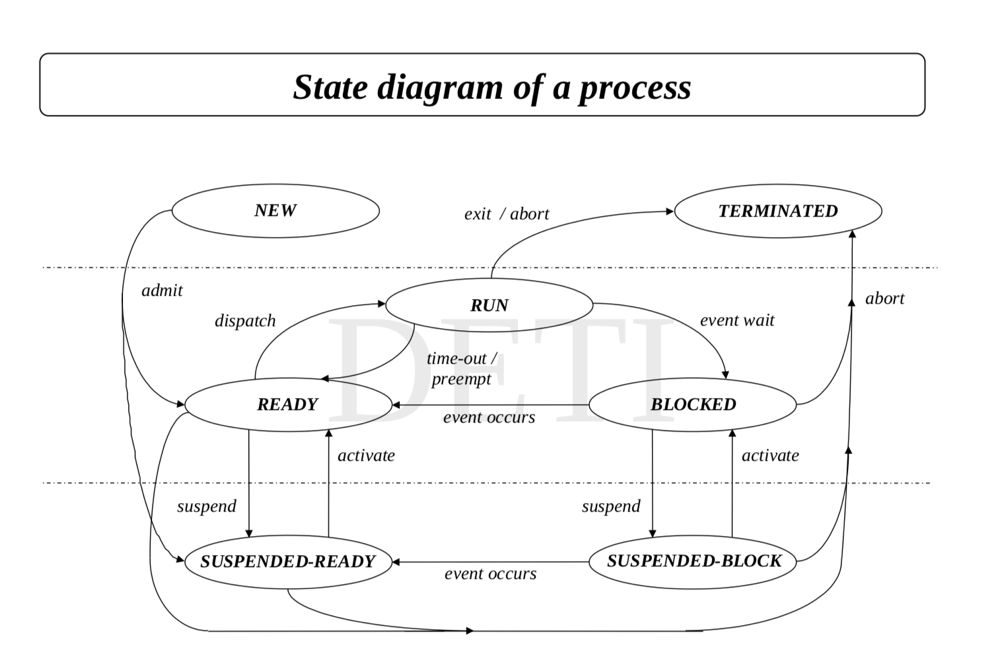 State diagram of a process
NEW
exit / abort
TERMINATED
admit
abort
RUN
dispatch
event wait
time-out /
preempt
READY
BLOCKED
event occurs
activate
activate
suspend
suspend
SUSPENDED-READY
SUSPENDED-BLOCK
event occurs
DETI